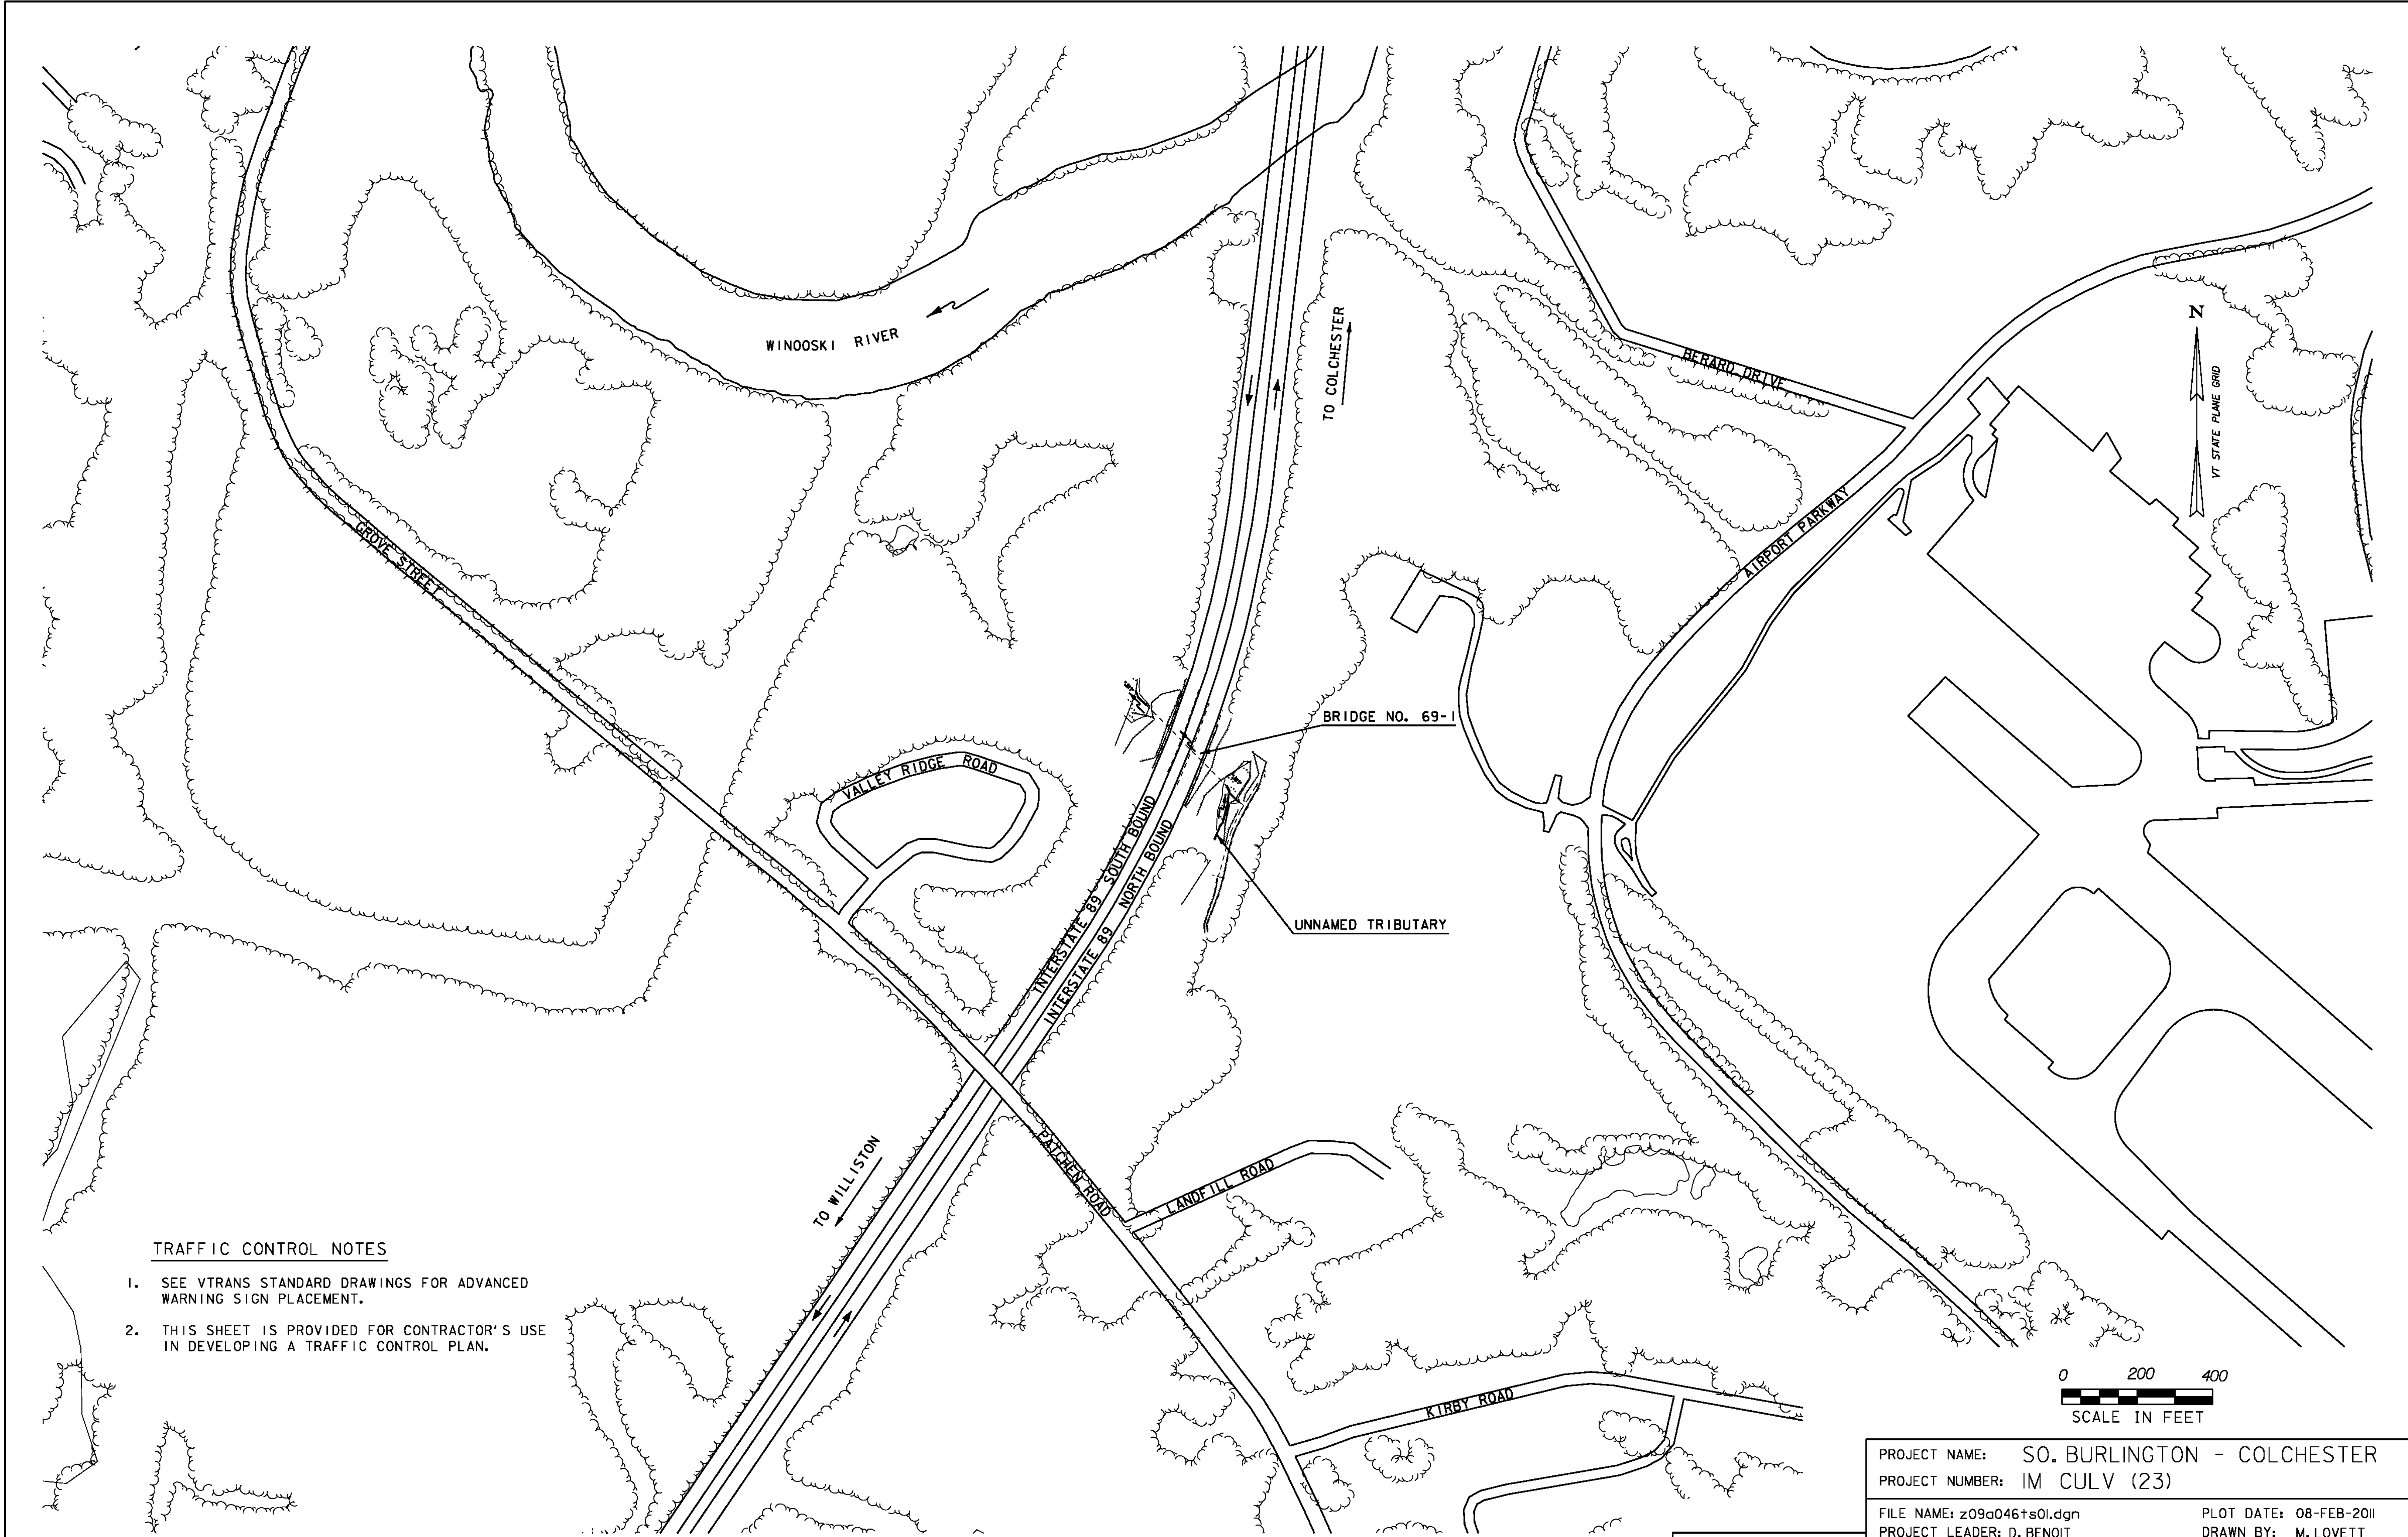 WINOOSKI RIVER
TO COLCHESTER
BERARD DRIVE
N
VT STATE PLANE GRID
AIRPORT PARKWAY
GROVE STREET
BRIDGE NO. 69-1
VALLEY RIDGE ROAD
INTERSTATE 89 SOUTH BOUND
INTERSTATE 89 NORTH BOUND
UNNAMED TRIBUTARY
TO WILLISTON
PATCHEN ROAD
LANDFILL ROAD
KIRBY ROAD
TRAFFIC CONTROL NOTES
1. SEE VTRANS STANDARD DRAWINGS FOR ADVANCED
WARNING SIGN PLACEMENT.
2. THIS SHEET IS PROVIDED FOR CONTRACTOR'S USE
IN DEVELOPING A TRAFFIC CONTROL PLAN.
0 200 400
SCALE IN FEET
PROJECT NAME: SO. BURLINGTON - COLCHESTER
PROJECT NUMBER: IM CULV (23)
FILE NAME: z09a046ts01.dgn PLOT DATE: 08-FEB-2011
PROJECT LEADER: D. BENOIT DRAWN BY: M. LOVETT